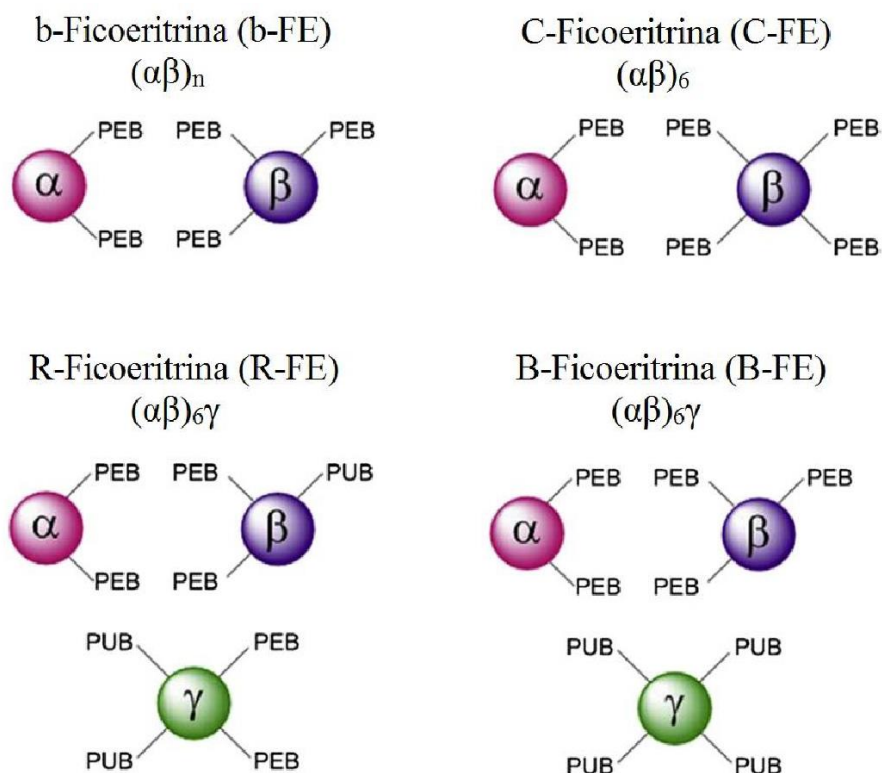 b-Ficoeritrina (b-FE)
(αβ)n
PEB PEB PEB
α β
PEB PEB
C-Ficoeritrina (C-FE)
(αβ)6
PEB PEB PEB
α β
PEB PEB PEB
R-Ficoeritrina (R-FE)
(αβ)6γ
PEB PEB PUB
α β
PEB PEB
PUB PEB
γ
PUB PEB
B-Ficoeritrina (B-FE)
(αβ)6γ
PEB PEB PEB
α β
PEB PEB
PUB PUB
γ
PUB PUB